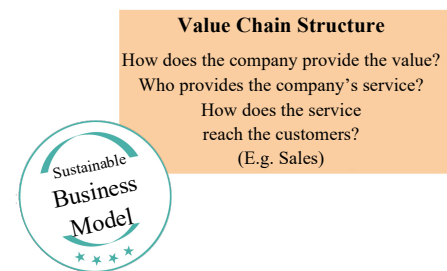 Value Chain Structure
How does the company provide the value?
Who provides the company's service?
How does the service
reach the customers?
(E.g. Sales)
Sustainable
Business
Model